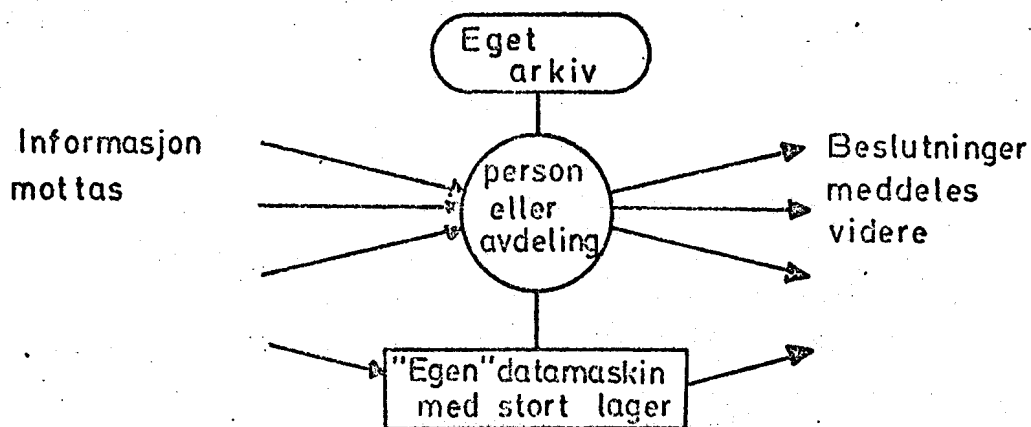 Eget
arkiv
Informasjon
mottas
person
eller
avdeling
Beslutninger
meddeles
videre
"Egen" datamaskin
med stort lager